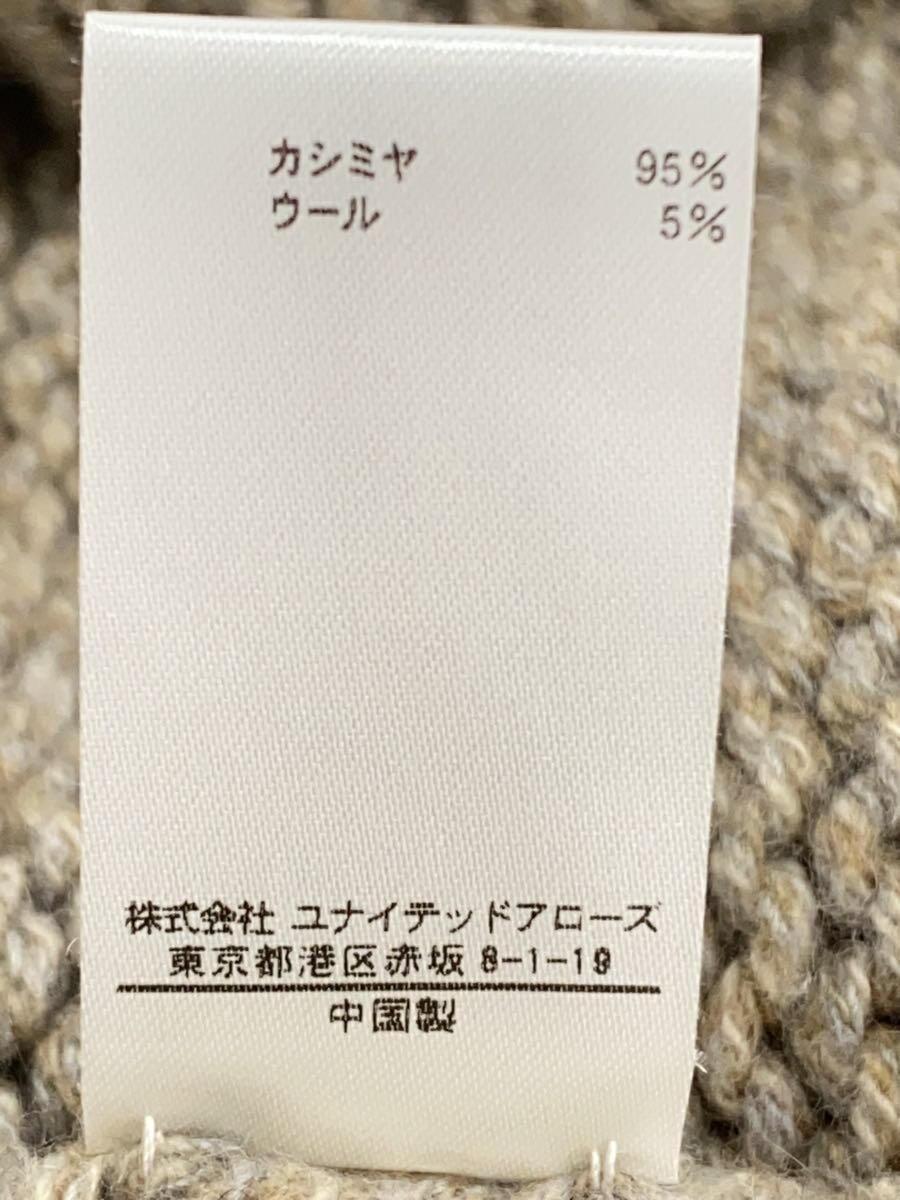 カシミヤ 95%
ウール 5%
株式会社 ユナイテッドアローズ
東京都港区赤坂 8-1-19
中国製